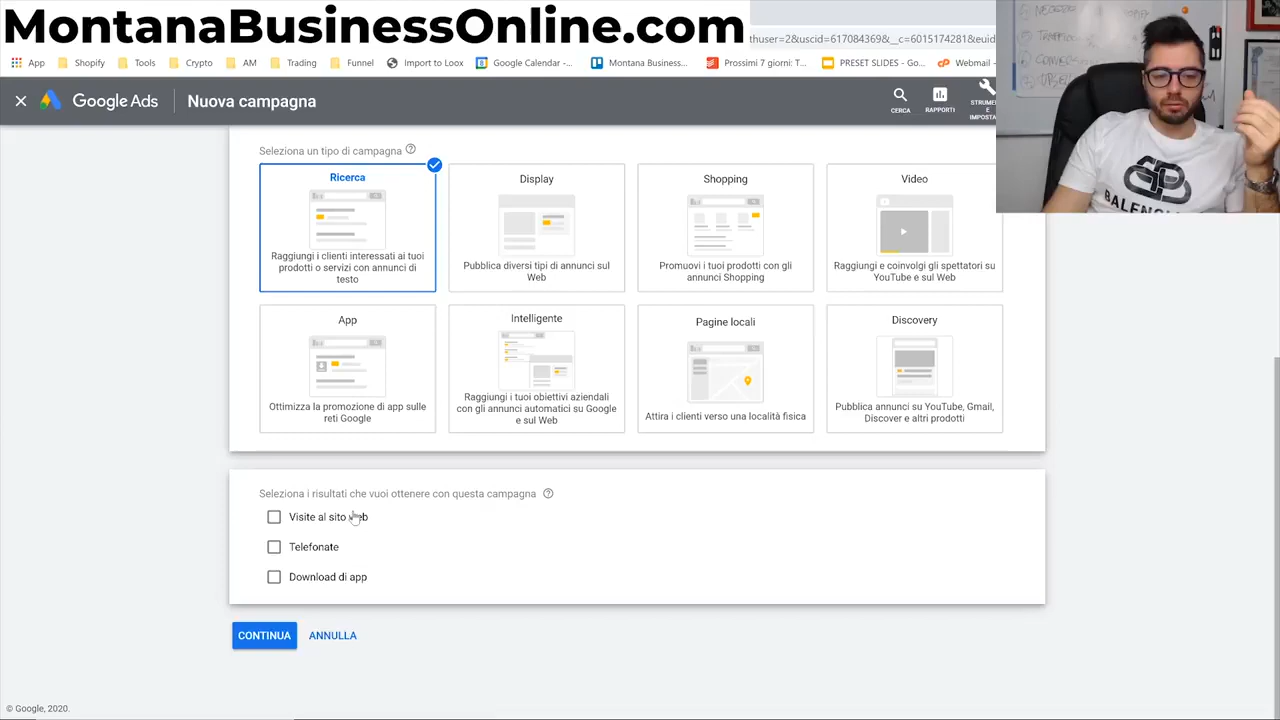 MontanaBusinessOnline.com
thuser=2&uscid=617084369&__c=6015174281&euid
App Shopify Tools Crypto AM Trading Funnel Import to Loox Google Calendar -... Montana Business... Prossimi 7 giorni: T... PRESET SLIDES - Go... Webmail -
Google Ads Nuova campagna
CERCA RAPPORTI STRUME
E
IMPOSTA
Seleziona un tipo di campagna
Ricerca
Raggiungi i clienti interessati ai tuoi
prodotti o servizi con annunci di
testo
Display
Pubblica diversi tipi di annunci sul
Web
Shopping
Promuovi i tuoi prodotti con gli
annunci Shopping
Video
Raggiungi e coinvolgi gli spettatori su
YouTube e sul Web
App
Ottimizza la promozione di app sulle
reti Google
Intelligente
Raggiungi i tuoi obiettivi aziendali
con gli annunci automatici su Google
e sul Web
Pagine locali
Attira i clienti verso una località fisica
Discovery
Pubblica annunci su YouTube, Gmail,
Discover e altri prodotti
Seleziona i risultati che vuoi ottenere con questa campagna
Visite al sito web
Telefonate
Download di app
CONTINUA ANNULLA
© Google, 2020.